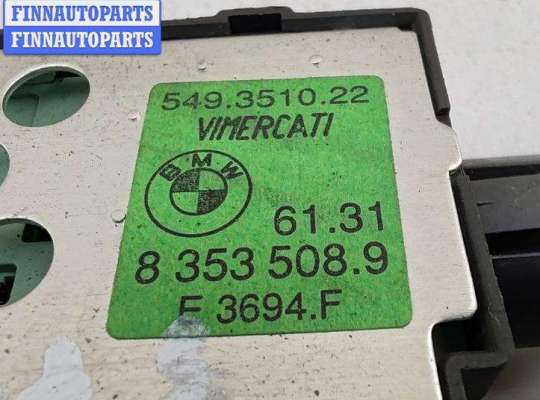 FINNAUTOPARTS
FINNAUTOPARTS
549.3510.22
VIMERCATI
BMW
61.31
8 353 508.9
E 3694.F